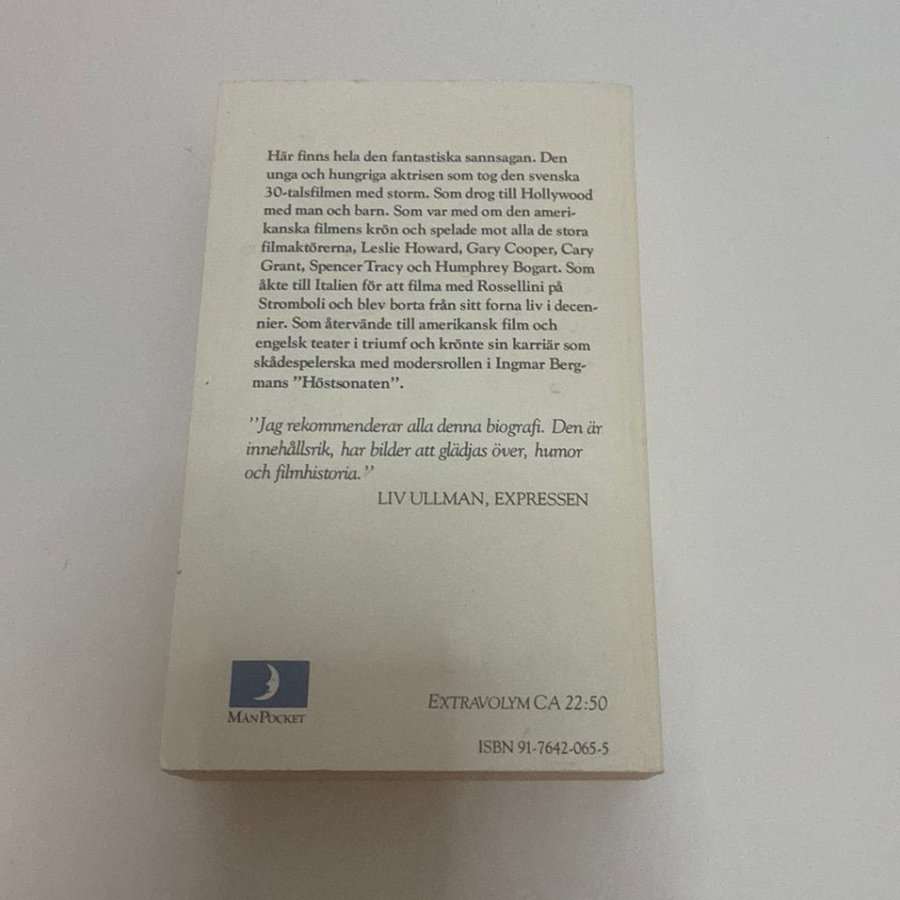 Här finns hela den fantastiska sannsagan. Den
unga och hungriga aktrisen som tog den svenska
30-talsfilmen med storm. Som drog till Hollywood
med man och barn. Som var med om den ameri-
kanska filmens krön och spelade mot alla de stora
filmaktörerna, Leslie Howard, Gary Cooper, Cary
Grant, Spencer Tracy och Humphrey Bogart. Som
åkte till Italien för att filma med Rossellini på
Stromboli och blev borta från sitt forna liv i decen-
nier. Som återvände till amerikansk film och
engelsk teater i triumf och krönte sin karriär som
skådespelerska med modersrollen i Ingmar Berg-
mans ”Höstsonaten”.
”Jag rekommenderar alla denna biografi. Den är
innehållsrik, har bilder att glädjas över, humor
och filmhistoria.”
LIV ULLMAN, EXPRESSEN
MånPocket
EXTRAVOLYM CA 22:50
ISBN 91-7642-065-5